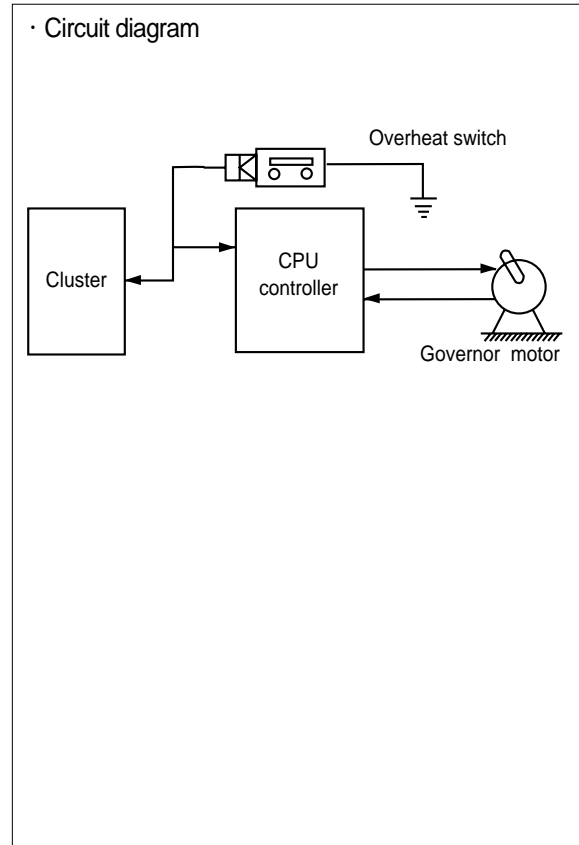 · Circuit diagram
Overheat switch
Cluster
CPU
controller
Governor motor